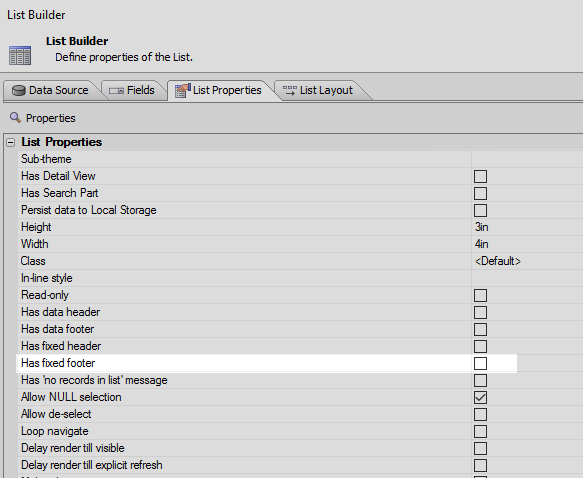 List Builder
List Builder
Define properties of the List.
Data Source Fields List Properties List Layout
Properties
List Properties
Sub-theme
Has Detail View
Has Search Part
Persist data to Local Storage
Height 3in
Width 4in
Class <Default>
In-line style
Read-only
Has data header
Has data footer
Has fixed header
Has fixed footer
Has 'no records in list' message
Allow NULL selection
Allow de-select
Loop navigate
Delay render till visible
Delay render till explicit refresh